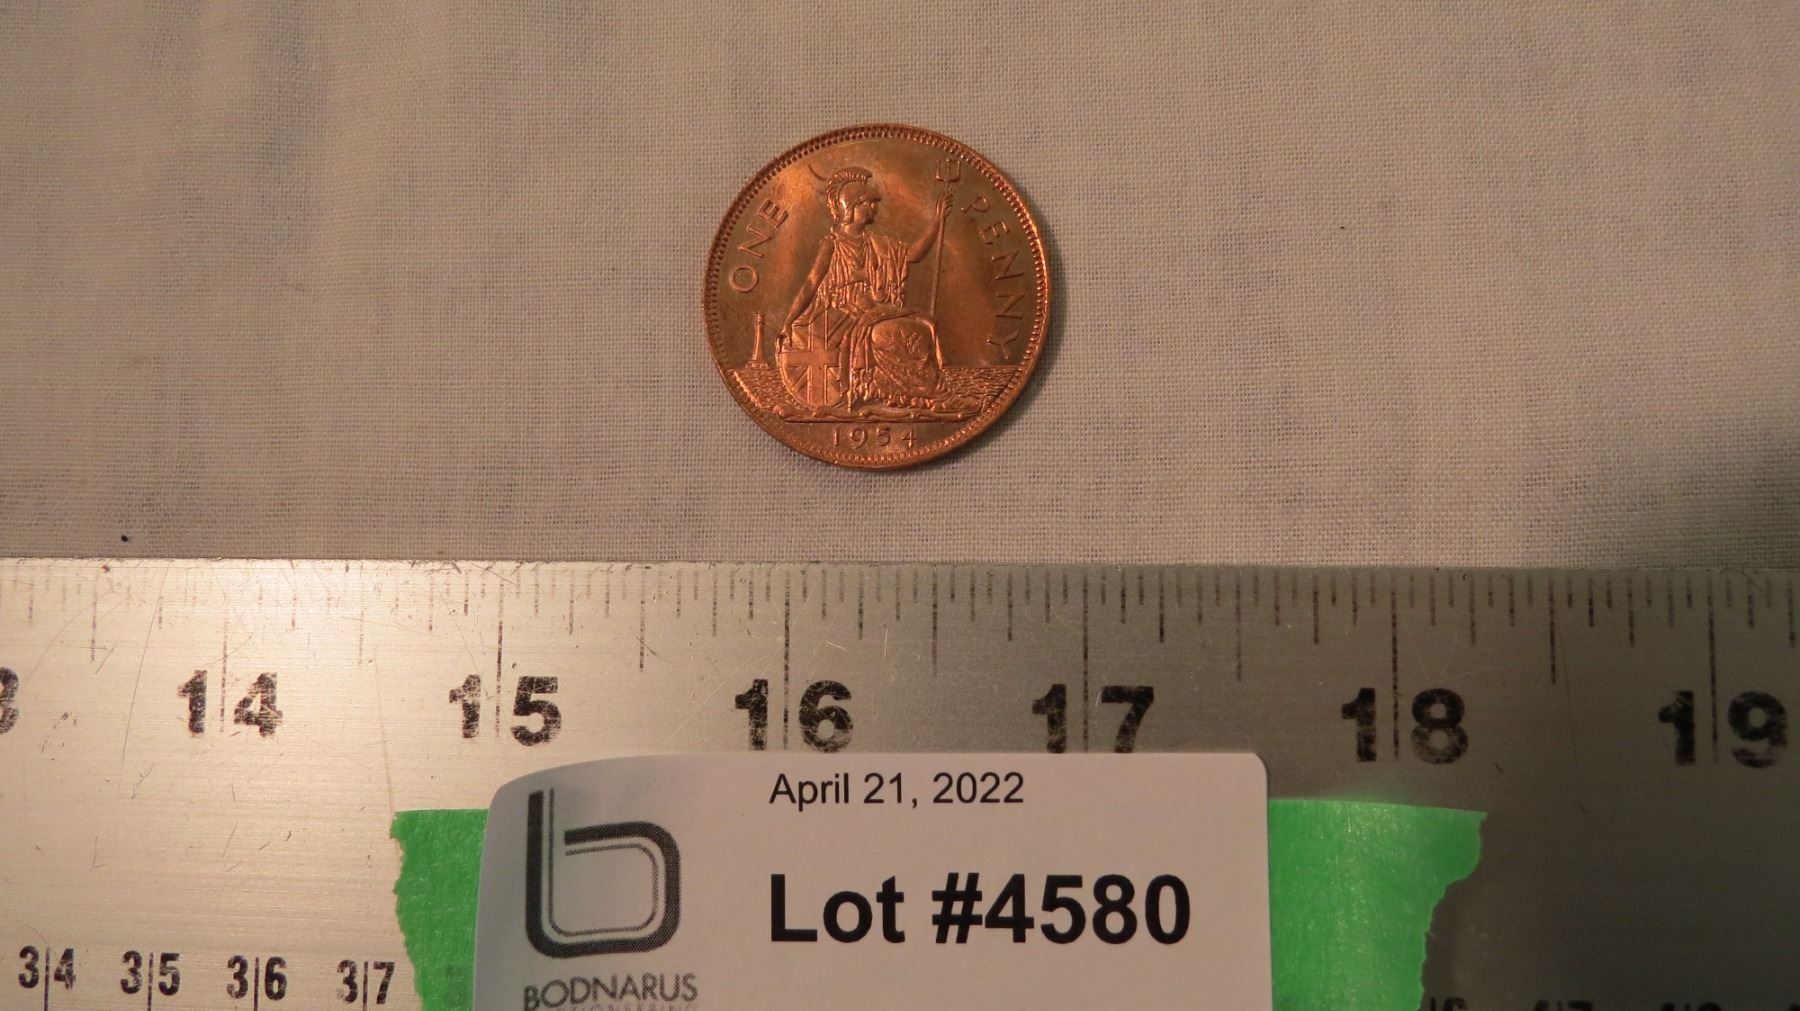 ONE PENNY
1954
14 15 16 17 18 19
April 21, 2022
Lot #4580
34 35 36 37
BODNARUS